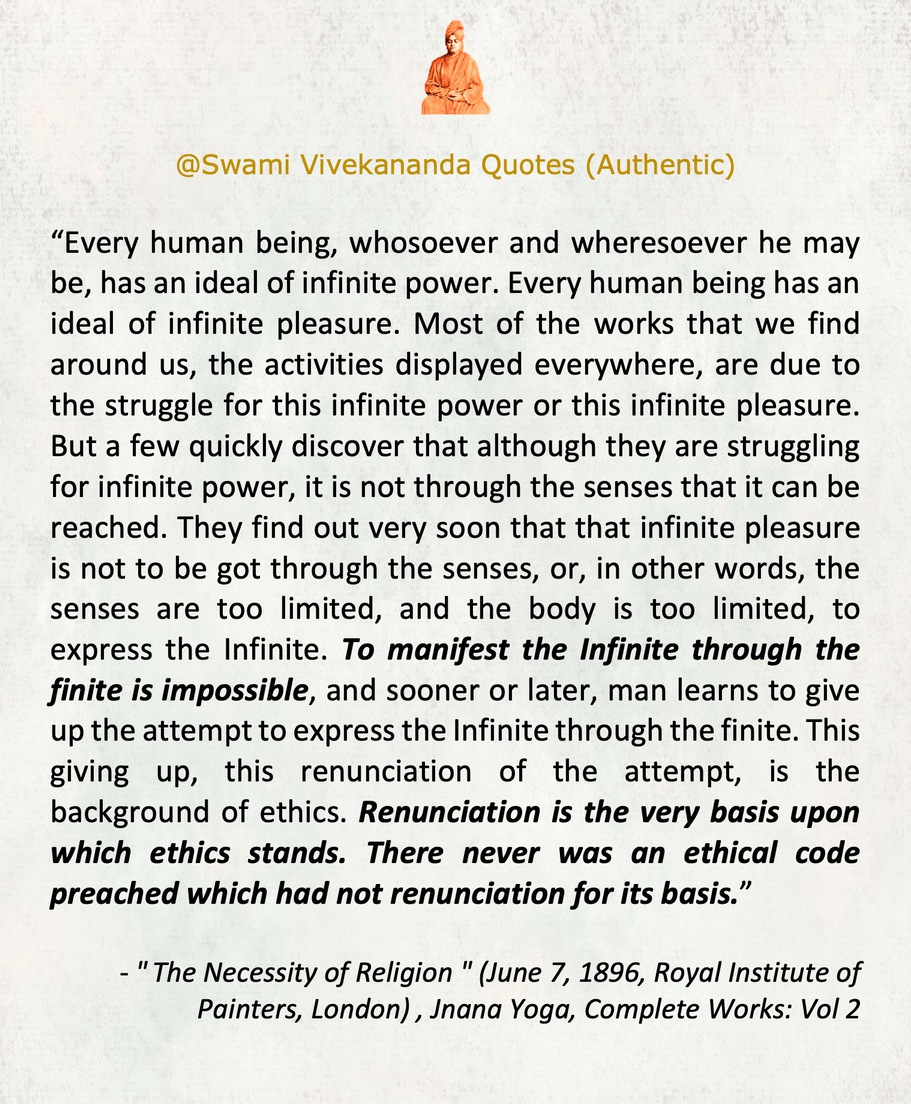 @Swami Vivekananda Quotes (Authentic)
“Every human being, whosoever and wheresoever he may
be, has an ideal of infinite power. Every human being has an
ideal of infinite pleasure. Most of the works that we find
around us, the activities displayed everywhere, are due to
the struggle for this infinite power or this infinite pleasure.
But a few quickly discover that although they are struggling
for infinite power, it is not through the senses that it can be
reached. They find out very soon that that infinite pleasure
is not to be got through the senses, or, in other words, the
senses are too limited, and the body is too limited, to
express the Infinite. To manifest the Infinite through the
finite is impossible, and sooner or later, man learns to give
up the attempt to express the Infinite through the finite. This
giving up, this renunciation of the attempt, is the
background of ethics. Renunciation is the very basis upon
which ethics stands. There never was an ethical code
preached which had not renunciation for its basis.”
- " The Necessity of Religion " (June 7, 1896, Royal Institute of
Painters, London) , Jnana Yoga, Complete Works: Vol 2